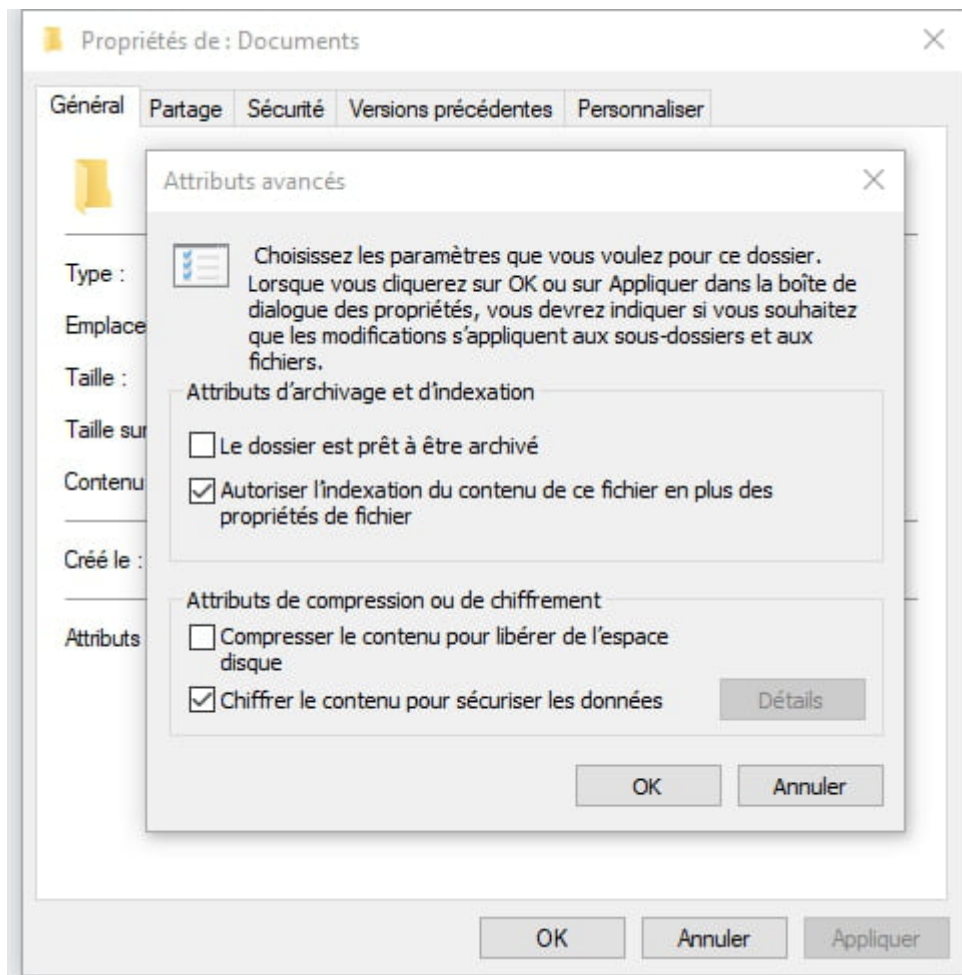 Propriétés de : Documents
Général
Partage
Sécurité
Versions précédentes
Personnaliser
Attributs avancés
Choisissez les paramètres que vous voulez pour ce dossier.
Lorsque vous cliquerez sur OK ou sur Appliquer dans la boîte de
dialogue des propriétés, vous devrez indiquer si vous souhaitez
que les modifications s'appliquent aux sous-dossiers et aux
fichiers.
Type :
Emplace
Taille :
Taille sur
Contenu
Créé le :
Attributs
Attributs d'archivage et d'indexation
Le dossier est prêt à être archivé
Autoriser l'indexation du contenu de ce fichier en plus des
propriétés de fichier
Attributs de compression ou de chiffrement
Compresser le contenu pour libérer de l'espace
disque
Chiffrer le contenu pour sécuriser les données
Détails
OK
Annuler
OK
Annuler
Appliquer